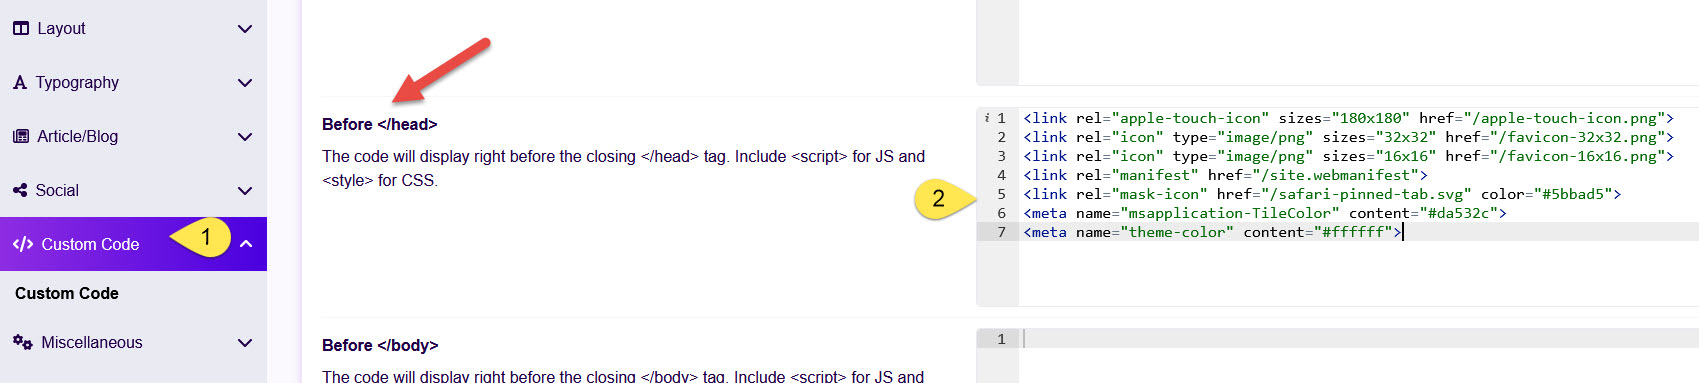 Layout
Typography
Article/Blog
Social
Custom Code
1
Custom Code
Miscellaneous
Before </head>
The code will display right before the closing </head> tag. Include <script> for JS and
<style> for CSS.
2
i 1 <link rel="apple-touch-icon" sizes="180x180" href="/apple-touch-icon.png">
2 <link rel="icon" type="image/png" sizes="32x32" href="/favicon-32x32.png">
3 <link rel="icon" type="image/png" sizes="16x16" href="/favicon-16x16.png">
4 <link rel="manifest" href="/site.webmanifest">
5 <link rel="mask-icon" href="/safari-pinned-tab.svg" color="#5bbad5">
6 <meta name="msapplication-TileColor" content="#da532c">
7 <meta name="theme-color" content="#ffffff">
Before </body>
The code will display right before the closing </body> tag. Include <script> for JS and
1